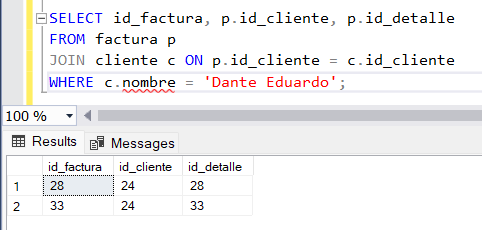 SELECT id_factura, p.id_cliente, p.id_detalle
FROM factura p
JOIN cliente c ON p.id_cliente = c.id_cliente
WHERE c.nombre = 'Dante Eduardo';
100 %
Results Messages
id_factura id_cliente id_detalle
1 28 24 28
2 33 24 33